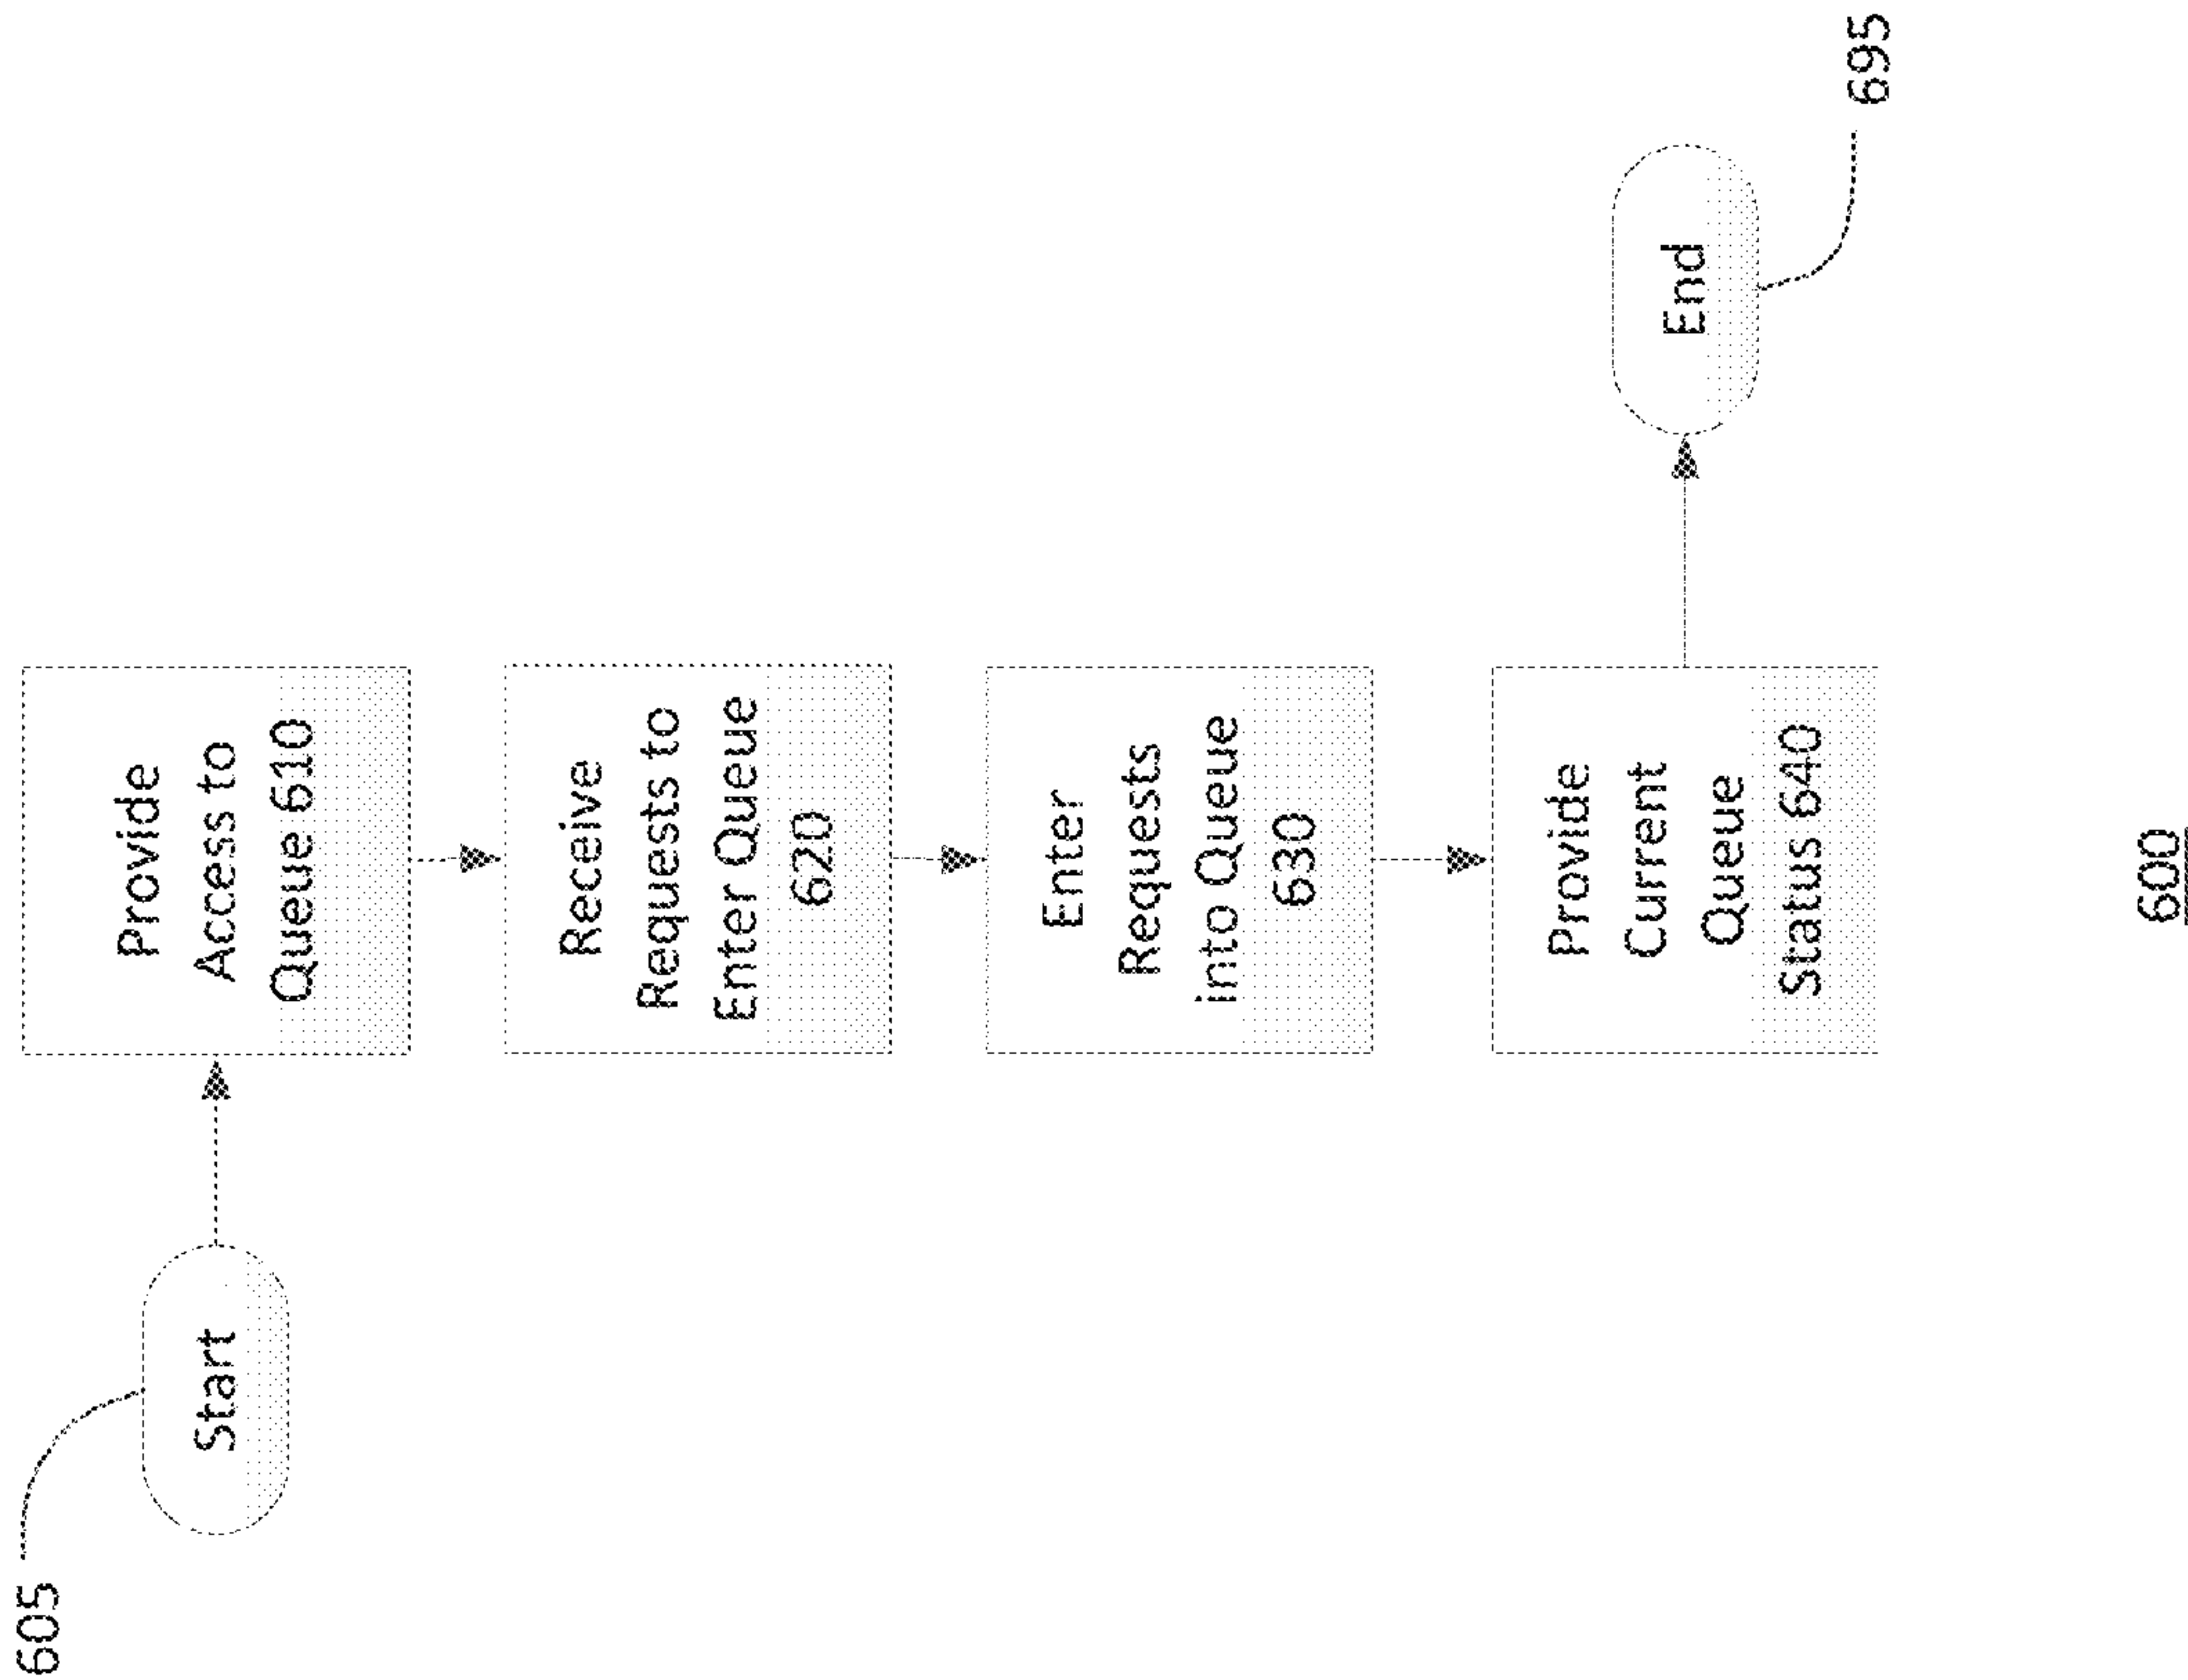 605
Start
Provide
Access to
Queue 610
Receive
Requests to
Enter Queue
620
Enter
Requests
into Queue
630
Provide
Current
Queue
Status 640
End
695
600